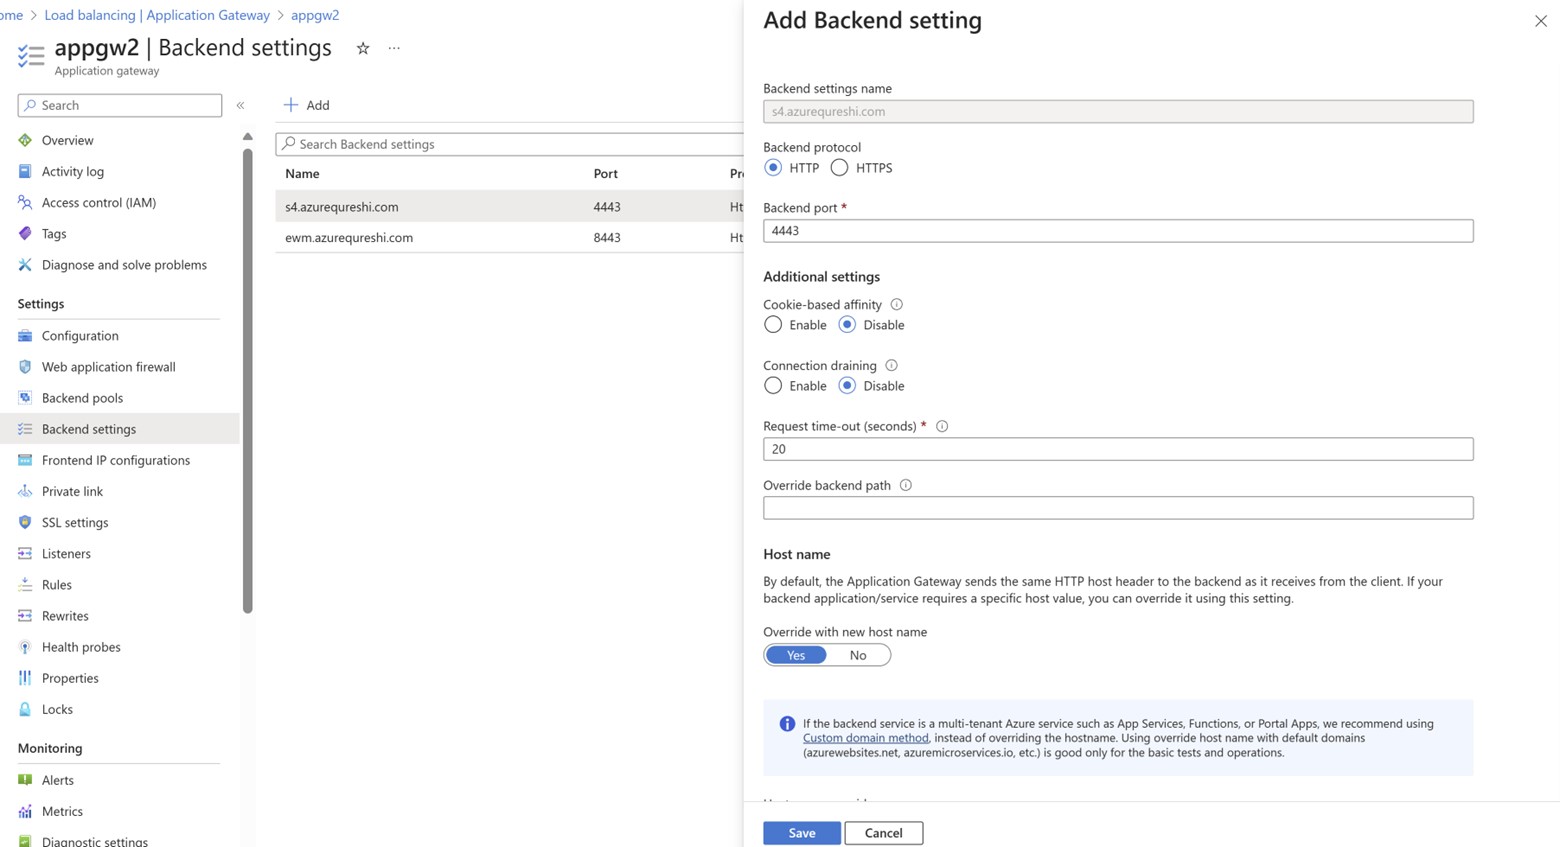 ome > Load balancing | Application Gateway > appgw2
appgw2 | Backend settings
Application gateway
Search
Overview
Activity log
Access control (IAM)
Tags
Diagnose and solve problems
Settings
Configuration
Web application firewall
Backend pools
Backend settings
Frontend IP configurations
Private link
SSL settings
Listeners
Rules
Rewrites
Health probes
Properties
Locks
Monitoring
Alerts
Metrics
Diagnostic settings
Add
Search Backend settings
Name Port Pr
s4.azurequreshi.com 4443 Ht
ewm.azurequreshi.com 8443 Ht
Add Backend setting
Backend settings name
s4.azurequreshi.com
Backend protocol
HTTP HTTPS
Backend port *
4443
Additional settings
Cookie-based affinity
Enable Disable
Connection draining
Enable Disable
Request time-out (seconds) *
20
Override backend path
Host name
By default, the Application Gateway sends the same HTTP host header to the backend as it receives from the client. If your
backend application/service requires a specific host value, you can override it using this setting.
Override with new host name
Yes No
If the backend service is a multi-tenant Azure service such as App Services, Functions, or Portal Apps, we recommend using
Custom domain method, instead of overriding the hostname. Using override host name with default domains
(azurewebsites.net, azuremicroservices.io, etc.) is good only for the basic tests and operations.
Save Cancel